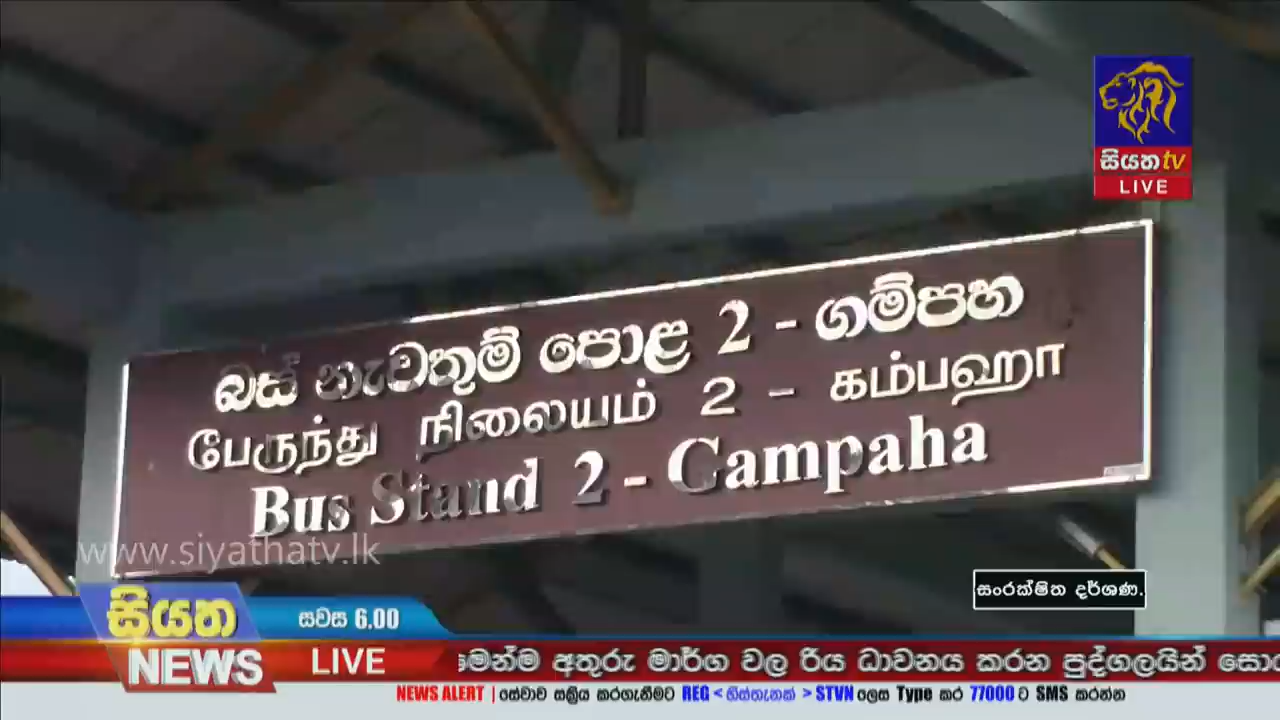 සියතtv
LIVE
බස් නැවතුම් පොළ 2 - ගම්පහ
பேருந்து நிலையம் 2 - கம்பஹா
Bus Stand 2 - Gampaha
www.siyathatv.lk
සංරක්ෂිත දර්ශණ.
සියත
සවස 6.00
NEWS
LIVE
අතුරු මාර්ග වල රිය ධාවනය කරන පුද්ගලයින්
NEWS ALERT | සේවාව සක්‍රිය කරගැනීමට REG < හිස්තැනක් > STVN ලෙස Type කර 77000 ට SMS කරන්න